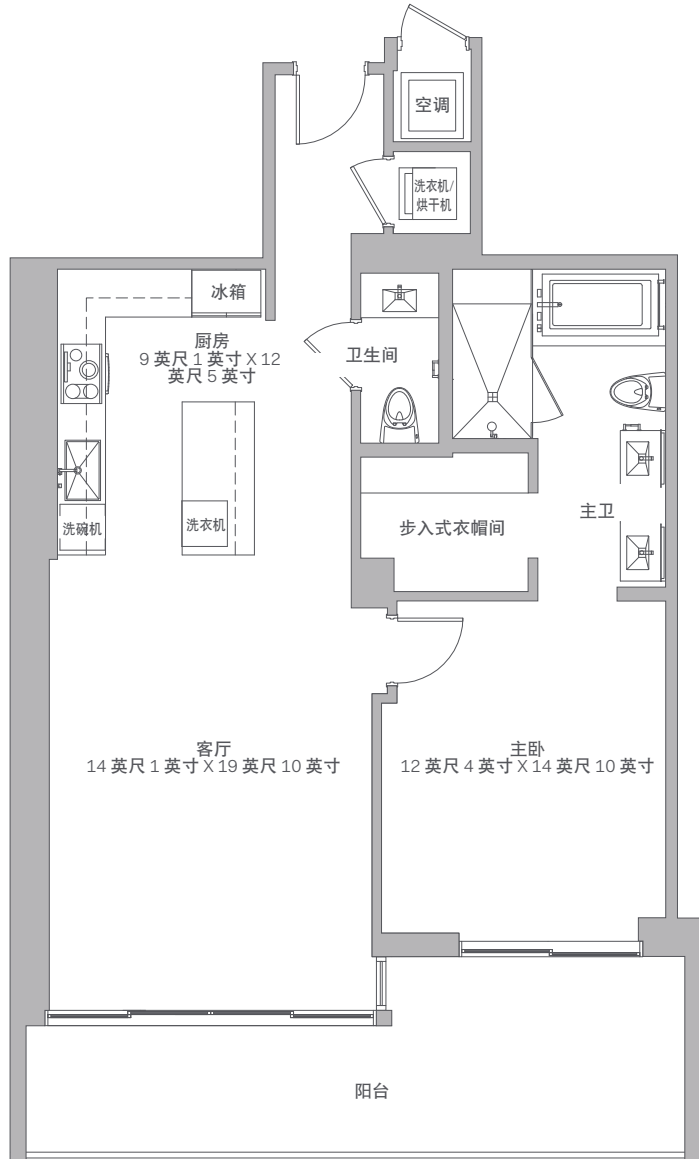 空调
洗衣机/
烘干机
冰箱
厨房
9 英尺 1 英寸 X 12
英尺 5 英寸
卫生间
洗碗机
洗衣机
步入式衣帽间
主卫
客厅
14 英尺 1 英寸 X 19 英尺 10 英寸
主卧
12 英尺 4 英寸 X 14 英尺 10 英寸
阳台